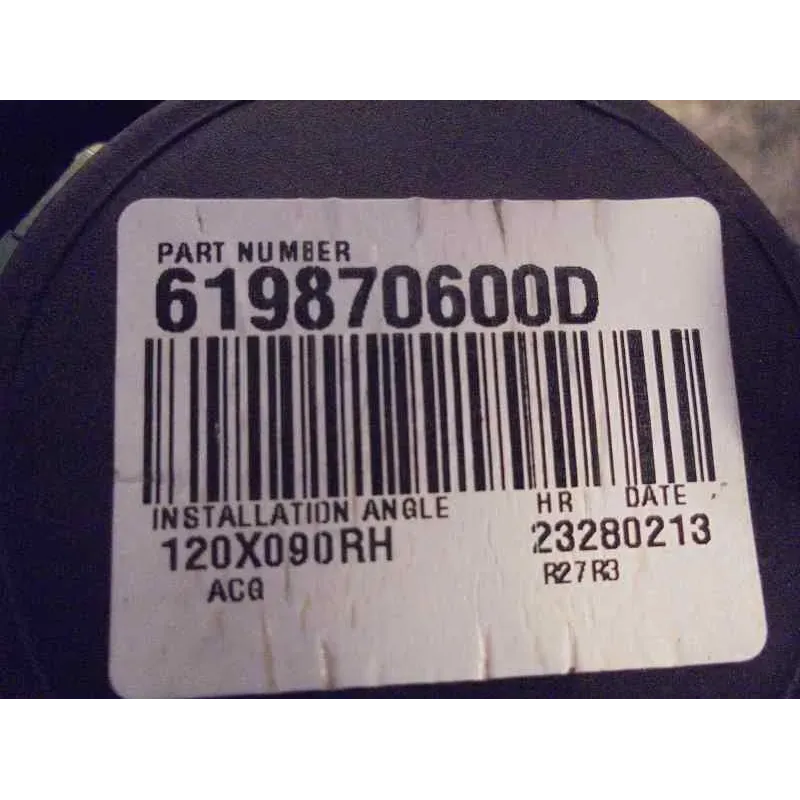 PART NUMBER
619870600D
INSTALLATION ANGLE HR DATE
120X090RH 23280213
ACG R27R3